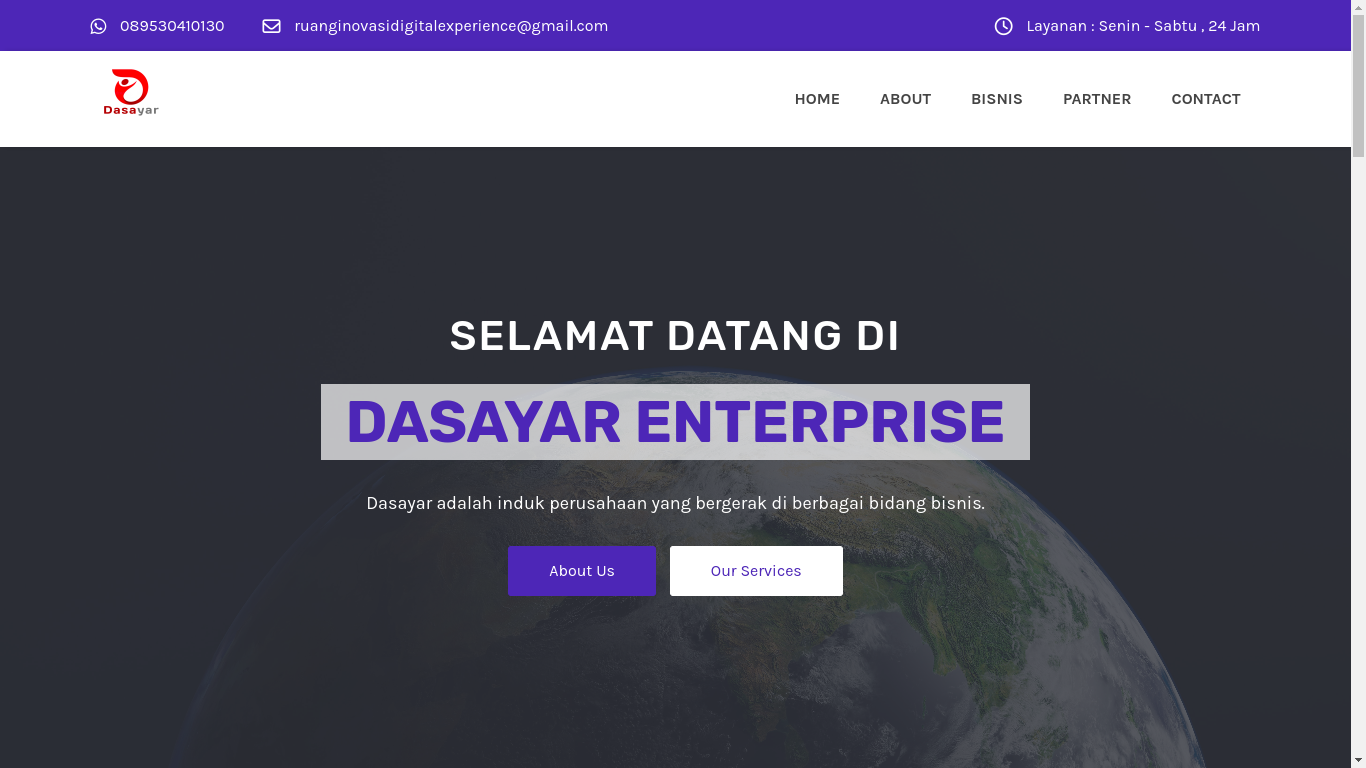 089530410130
ruanginovasidigitalexperience@gmail.com
Layanan : Senin - Sabtu , 24 Jam
Dasayar
HOME
ABOUT
BISNIS
PARTNER
CONTACT
SELAMAT DATANG DI
DASAYAR ENTERPRISE
Dasayar adalah induk perusahaan yang bergerak di berbagai bidang bisnis.
About Us
Our Services